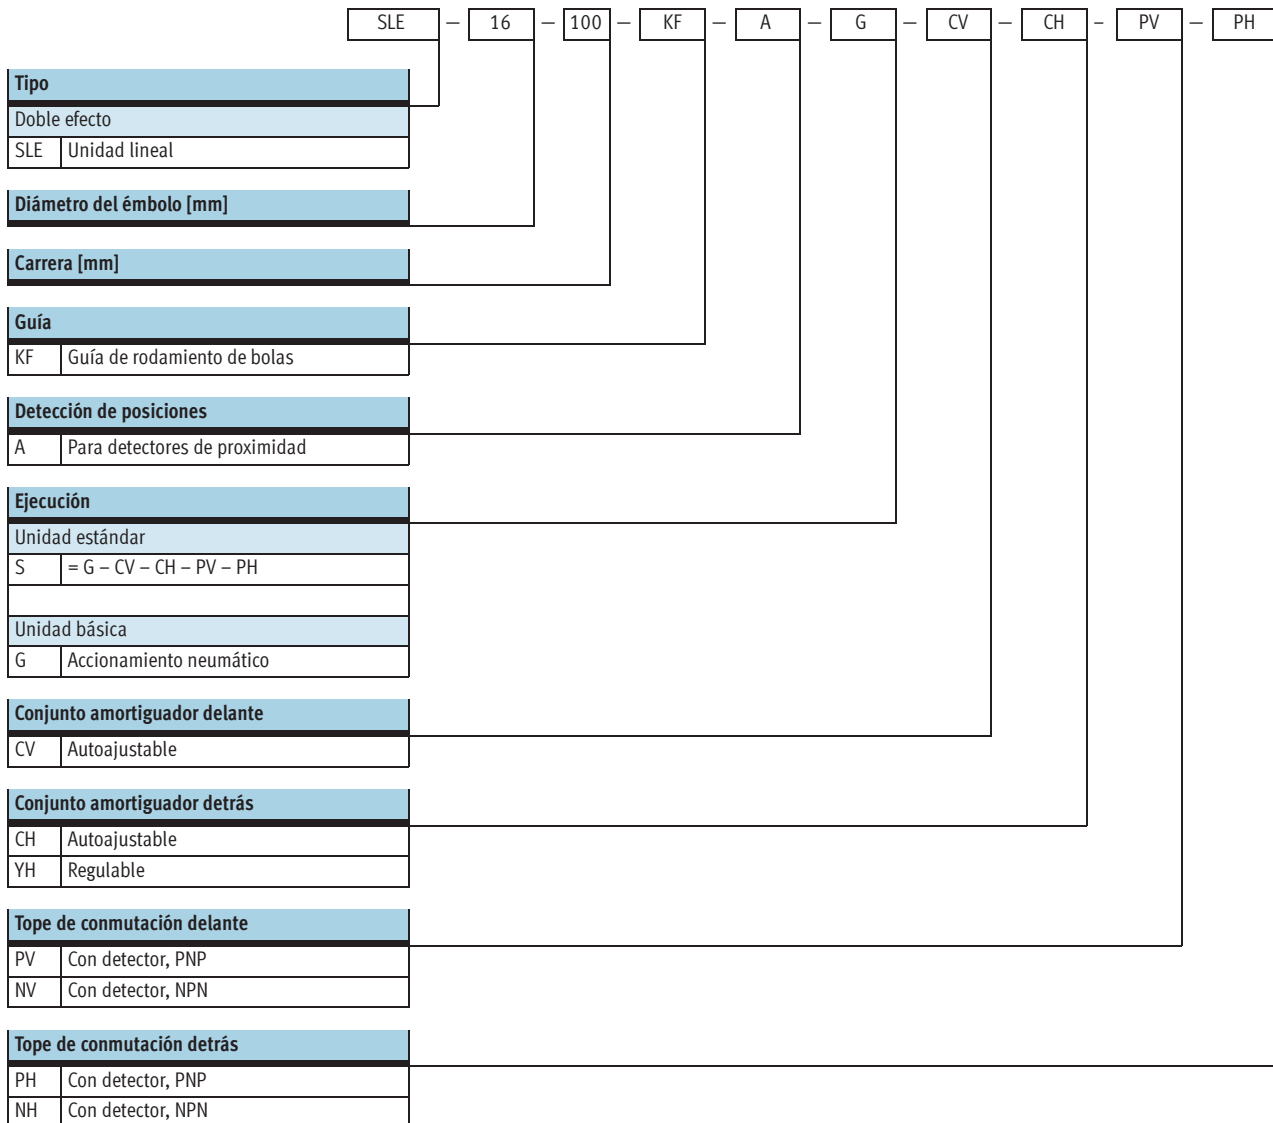 SLE – 16 – 100 – KF – A – G – CV – CH – PV – PH
Tipo
Doble efecto
SLE Unidad lineal
Diámetro del émbolo [mm]
Carrera [mm]
Guía
KF Guía de rodamiento de bolas
Detección de posiciones
A Para detectores de proximidad
Ejecución
Unidad estándar
S = G – CV – CH – PV – PH
Unidad básica
G Accionamiento neumático
Conjunto amortiguador delante
CV Autoajustable
Conjunto amortiguador detrás
CH Autoajustable
YH Regulable
Tope de conmutación delante
PV Con detector, PNP
NV Con detector, NPN
Tope de conmutación detrás
PH Con detector, PNP
NH Con detector, NPN